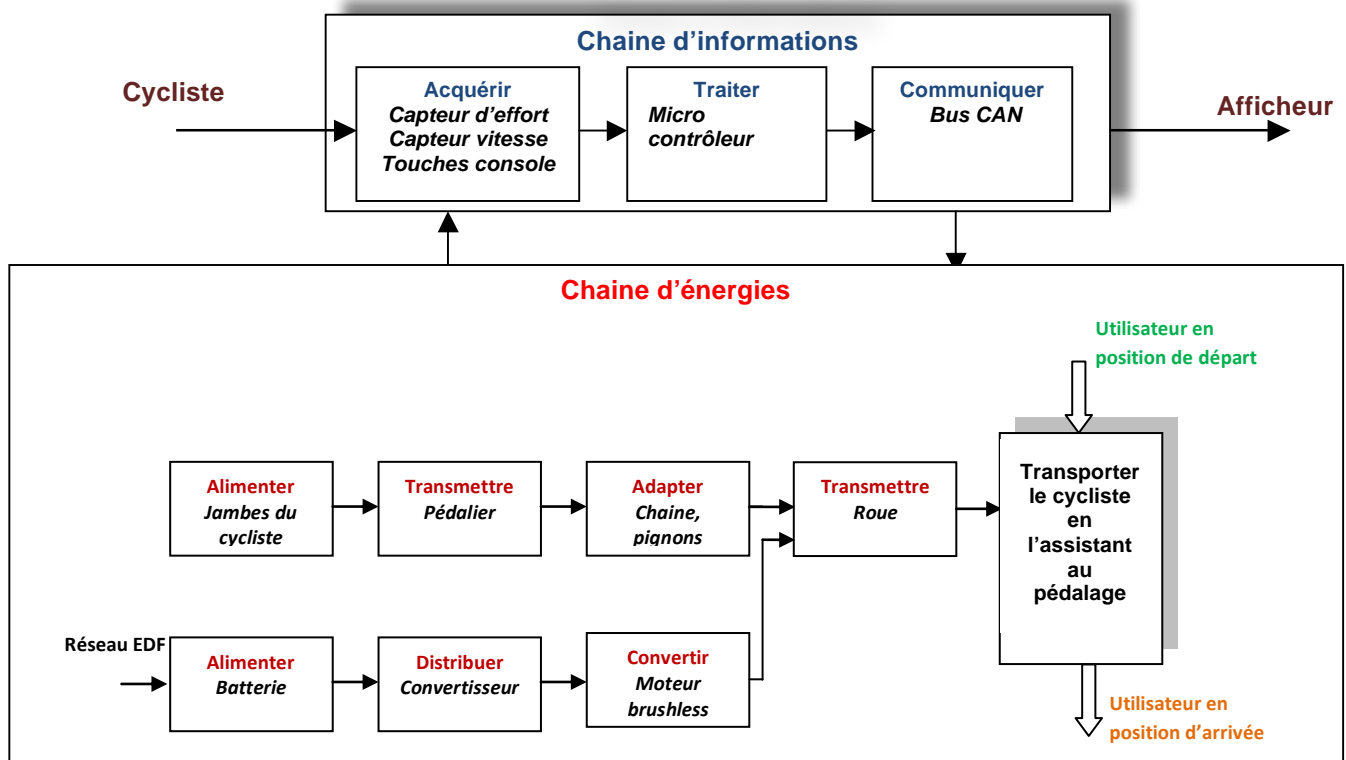 Chaine d'informations
Cycliste
Acquérir
Capteur d'effort
Capteur vitesse
Touches console
Traiter
Micro
contrôleur
Communiquer
Bus CAN
Afficheur
Chaine d'énergies
Utilisateur en
position de départ
Alimenter
Jambes du
cycliste
Transmettre
Pédalier
Adapter
Chaine,
pignons
Transmettre
Roue
Transporter
le cycliste
en
l'assistant
au
pédalage
Réseau EDF
Alimenter
Batterie
Distribuer
Convertisseur
Convertir
Moteur
brushless
Utilisateur en
position d'arrivée